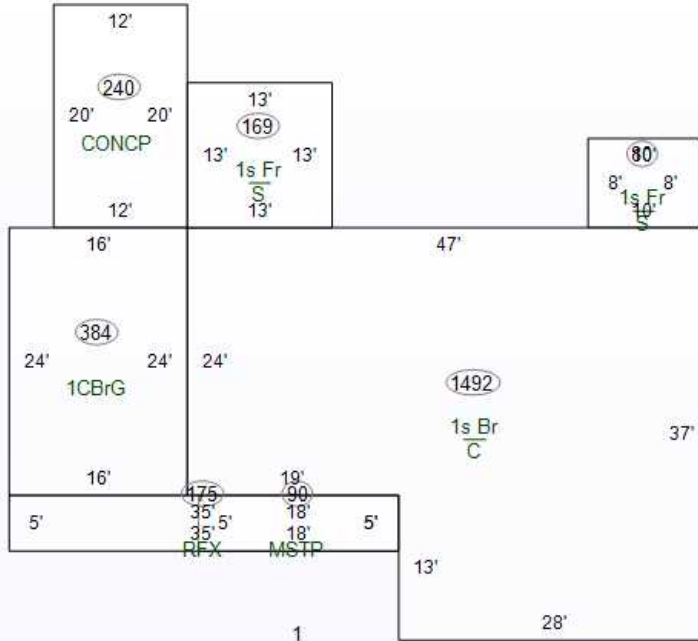 12'
240
20' 20'
CONCP
12'
13'
169
13' 13'
1s Fr
S
13'
80
8' 8'
1s Fr
10'
S
16'
47'
384
24' 24' 24'
1CBrG
1492
1s Br
C
37'
16'
19'
175 90
35' 18'
5' 5' 5'
35' 18'
RFX MSTP
13'
28'
1